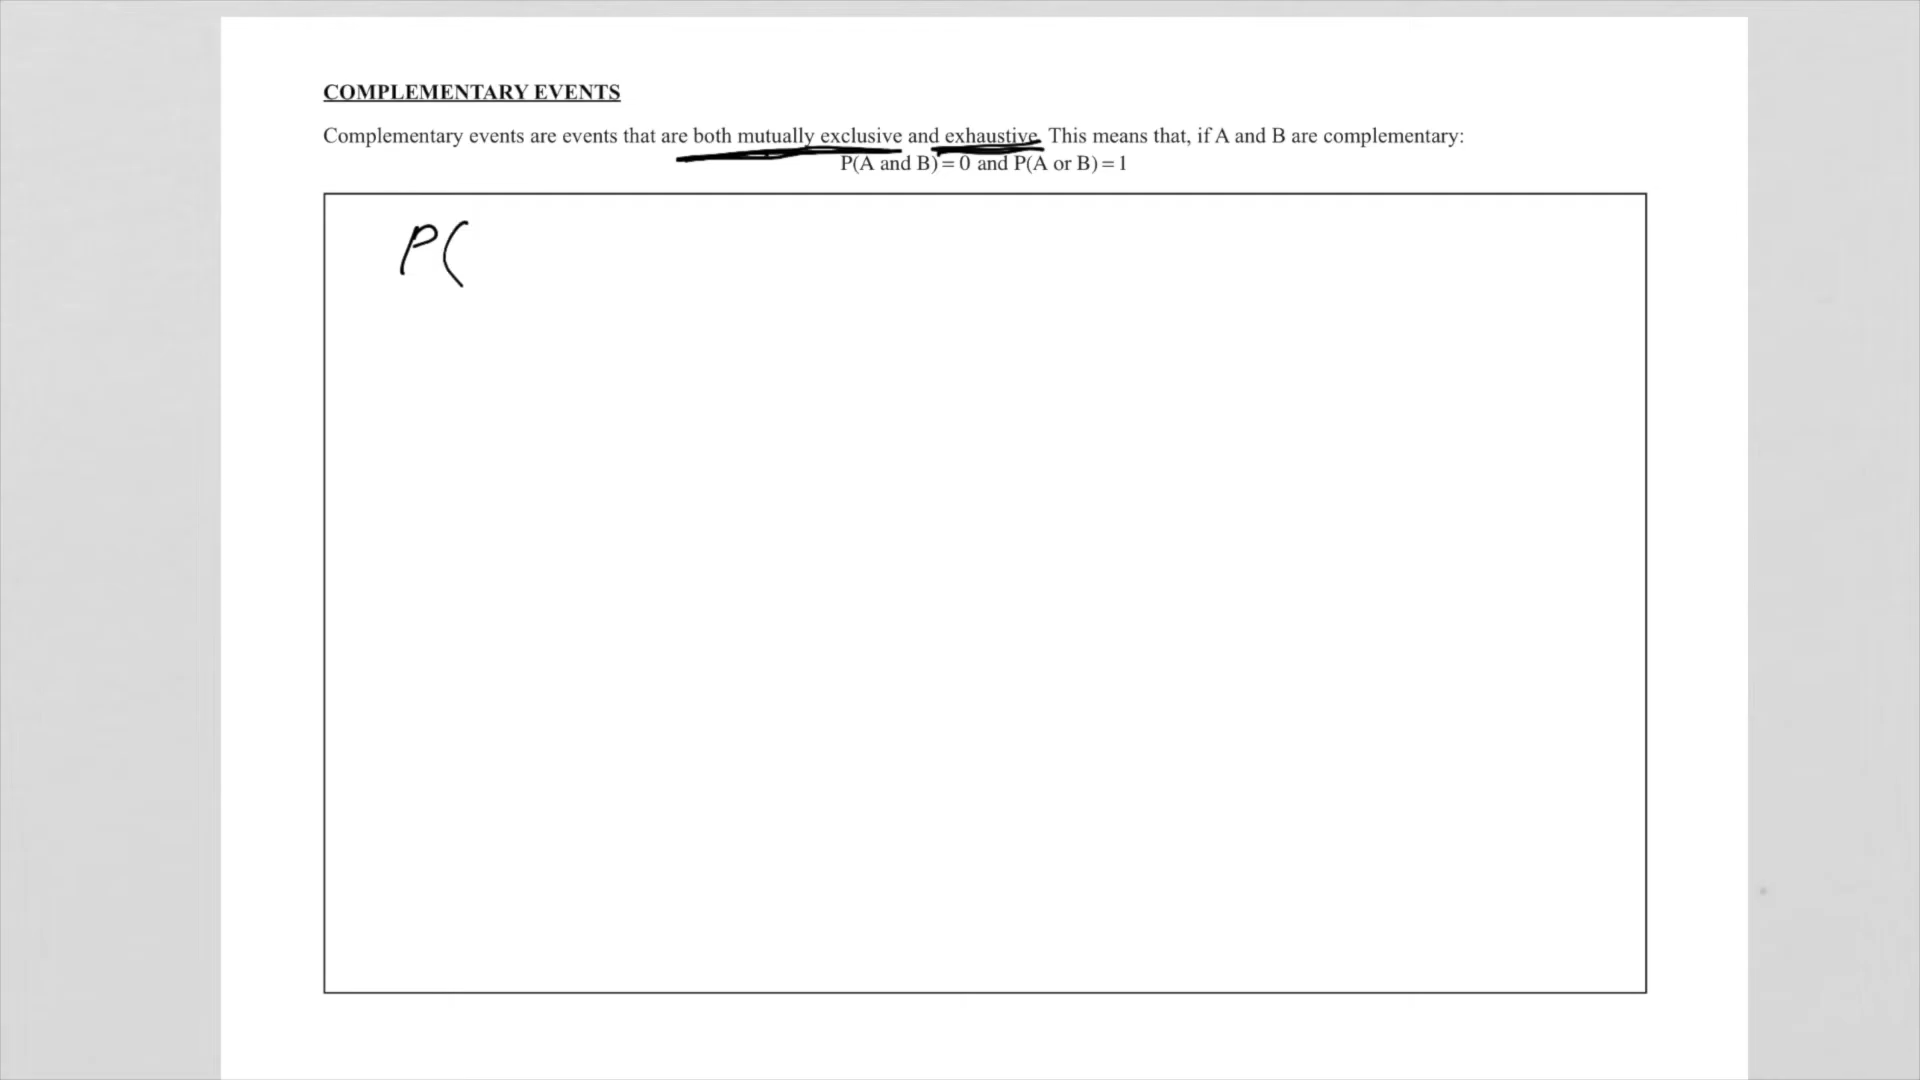 COMPLEMENTARY EVENTS
Complementary events are events that are both mutually exclusive and exhaustive. This means that, if A and B are complementary:
P(A and B) = 0 and P(A or B) = 1
P(